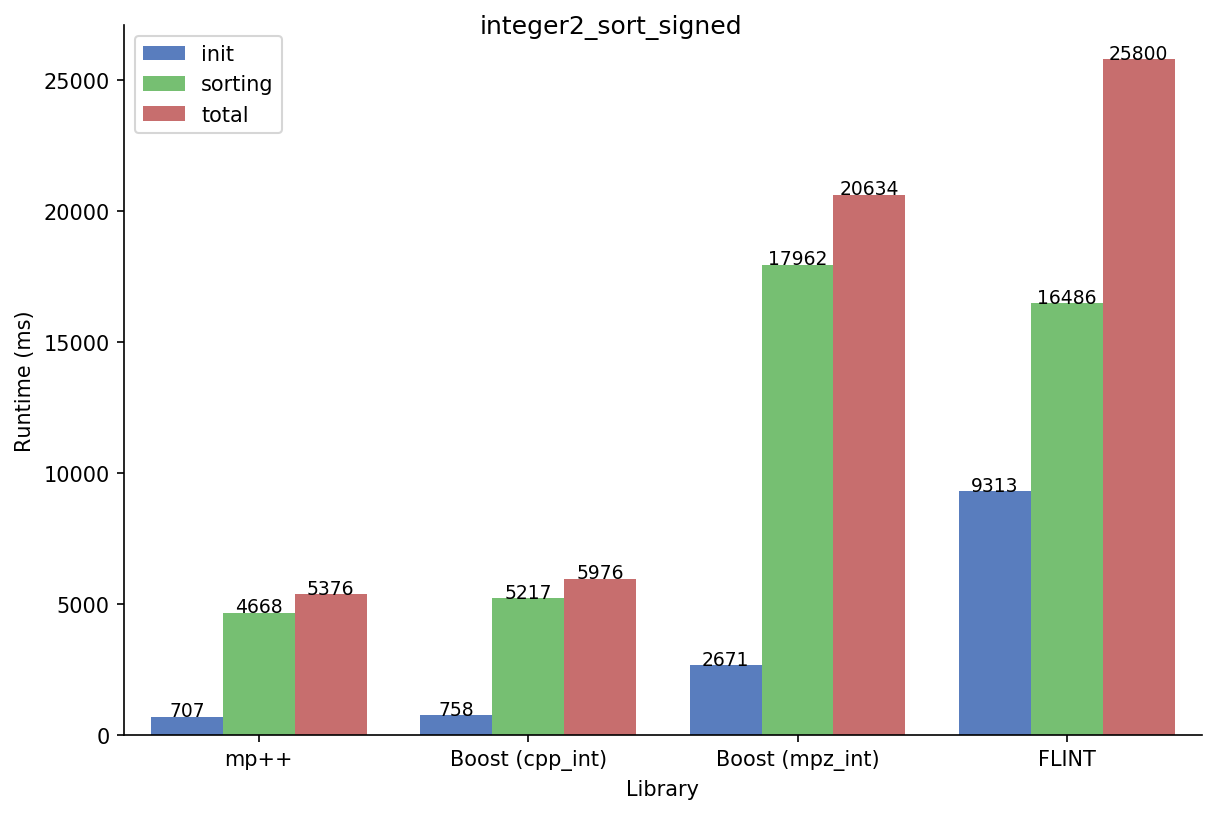 integer2_sort_signed
init
sorting
total
Runtime (ms)
25000
20000
15000
10000
5000
0
707
4668
5376
758
5217
5976
2671
17962
20634
9313
16486
25800
mp++
Boost (cpp_int)
Boost (mpz_int)
FLINT
Library